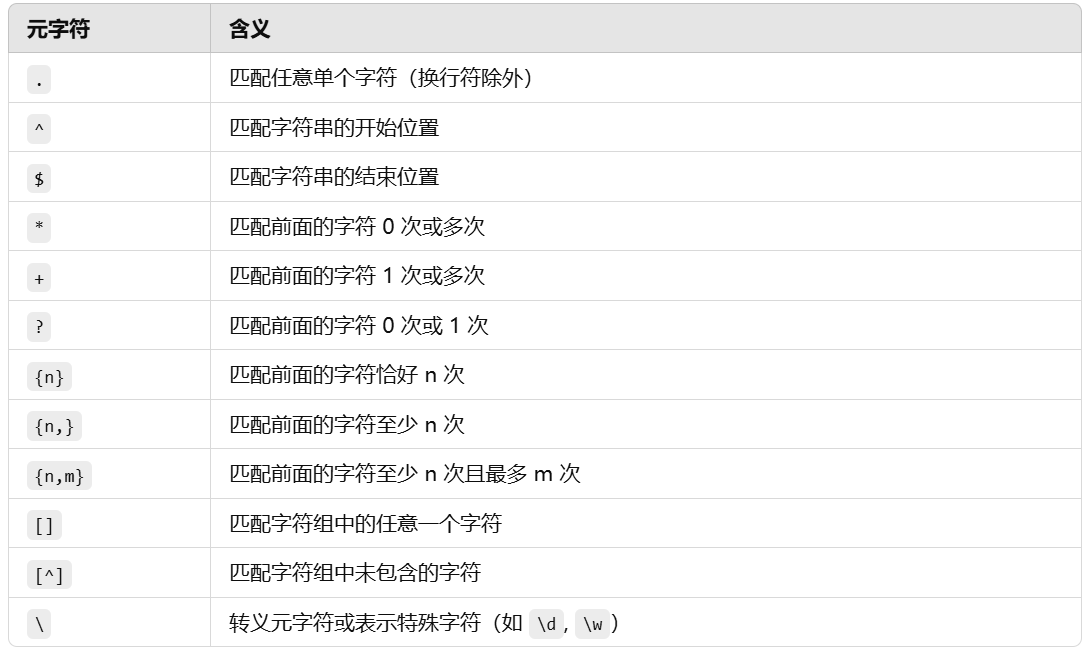 元字符 含义
. 匹配任意单个字符（换行符除外）
^ 匹配字符串的开始位置
$ 匹配字符串的结束位置
* 匹配前面的字符 0 次或多次
+ 匹配前面的字符 1 次或多次
? 匹配前面的字符 0 次或 1 次
{n} 匹配前面的字符恰好 n 次
{n,} 匹配前面的字符至少 n 次
{n,m} 匹配前面的字符至少 n 次且最多 m 次
[] 匹配字符组中的任意一个字符
[^] 匹配字符组中未包含的字符
\ 转义元字符或表示特殊字符（如 \d, \w）